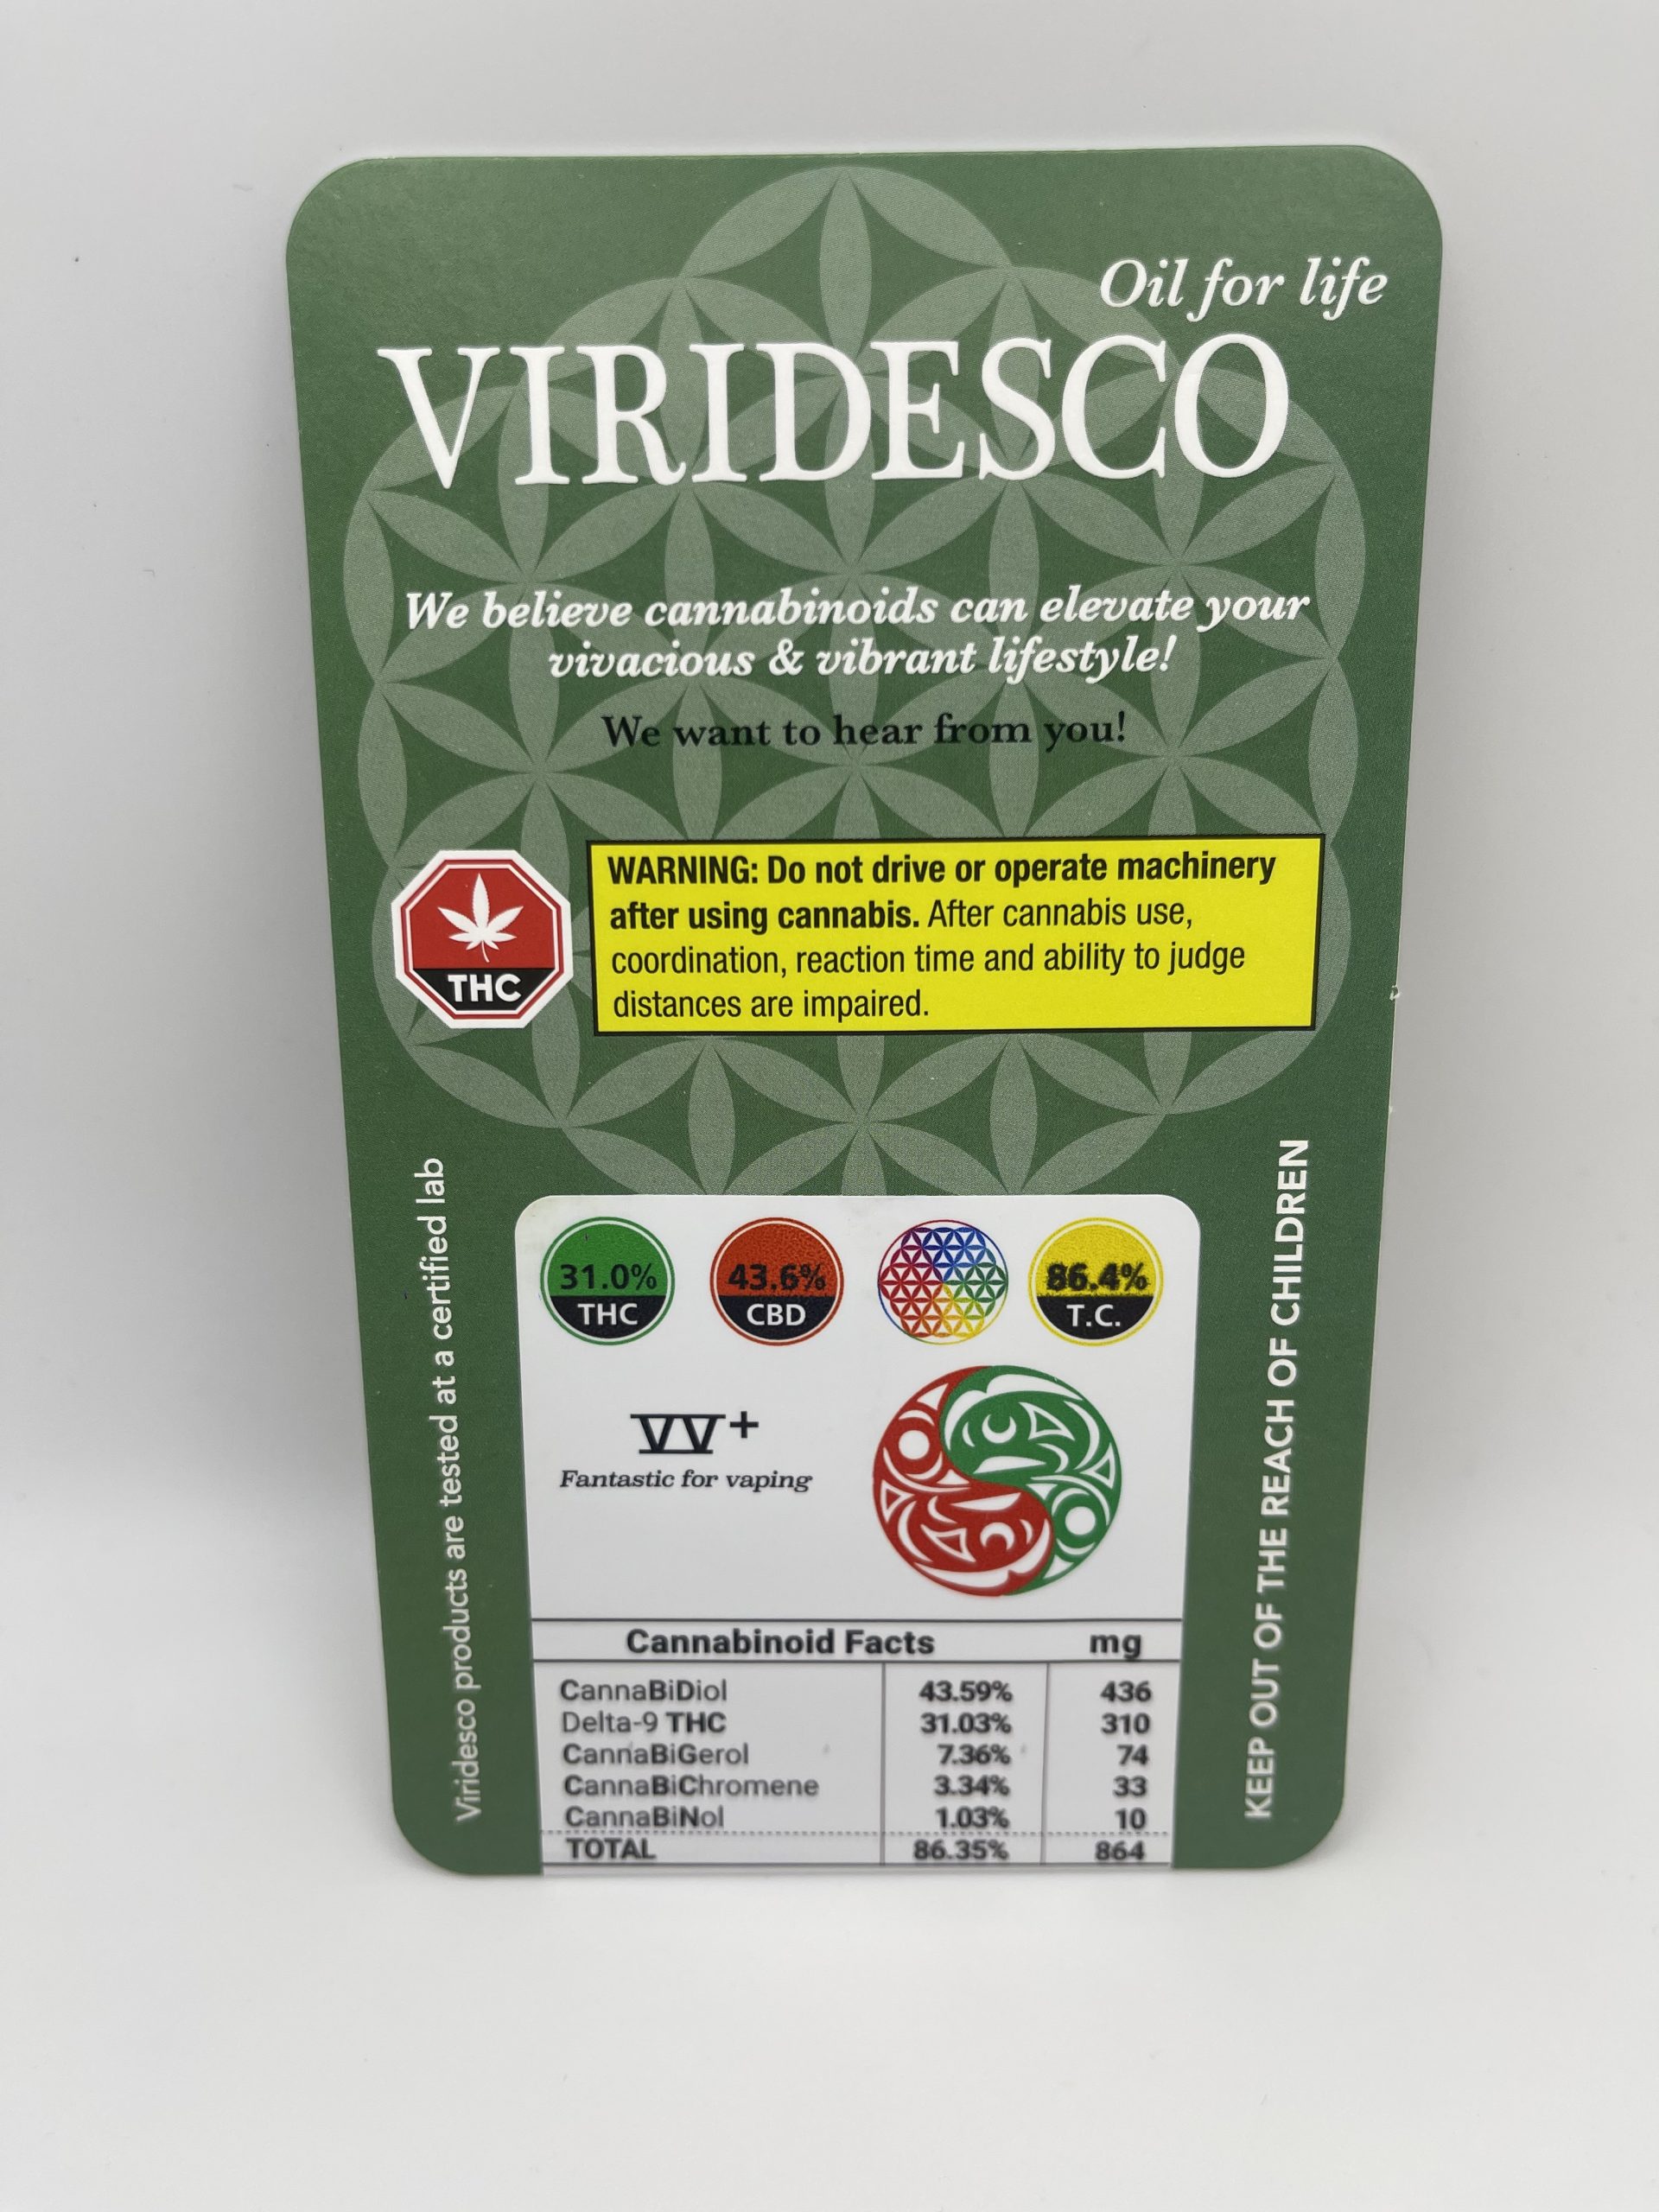 Oil for life
VIRIDESCO
We believe cannabinoids can elevate your
vivacious & vibrant lifestyle!
We want to hear from you!
THC
WARNING: Do not drive or operate machinery
after using cannabis. After cannabis use,
coordination, reaction time and ability to judge
distances are impaired.
Viridesco products are tested at a certified lab
KEEP OUT OF THE REACH OF CHILDREN
31.0% 43.6% 86.4%
THC CBD T.C.
VV+
Fantastic for vaping
Cannabinoid Facts mg
CannaBiDiol 43.59% 436
Delta-9 THC 31.03% 310
CannaBiGerol 7.36% 74
CannaBiChromene 3.34% 33
CannaBiNol 1.03% 10
TOTAL 86.35% 864